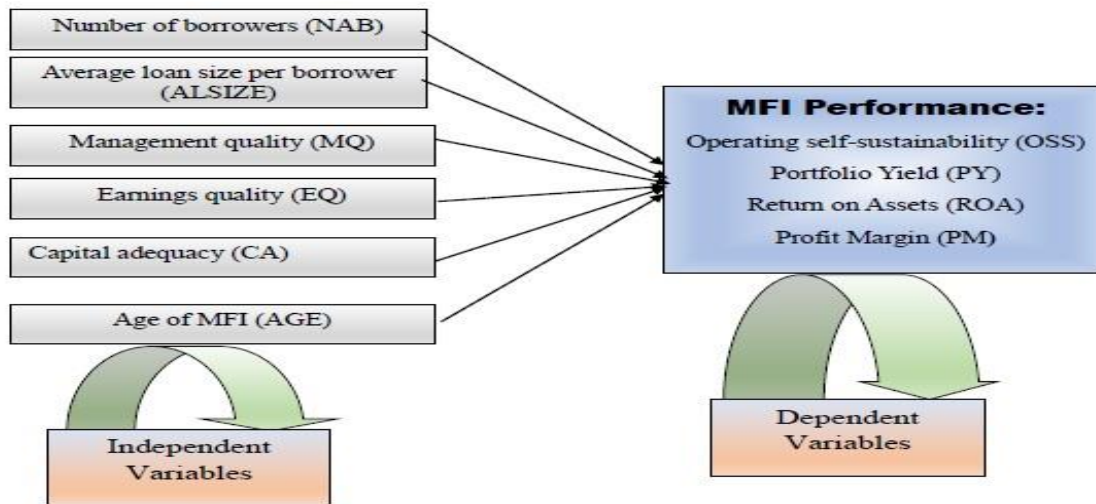 Number of borrowers (NAB)
Average loan size per borrower
(ALSIZE)
Management quality (MQ)
Earnings quality (EQ)
Capital adequacy (CA)
Age of MFI (AGE)
Independent
Variables
MFI Performance:
Operating self-sustainability (OSS)
Portfolio Yield (PY)
Return on Assets (ROA)
Profit Margin (PM)
Dependent
Variables